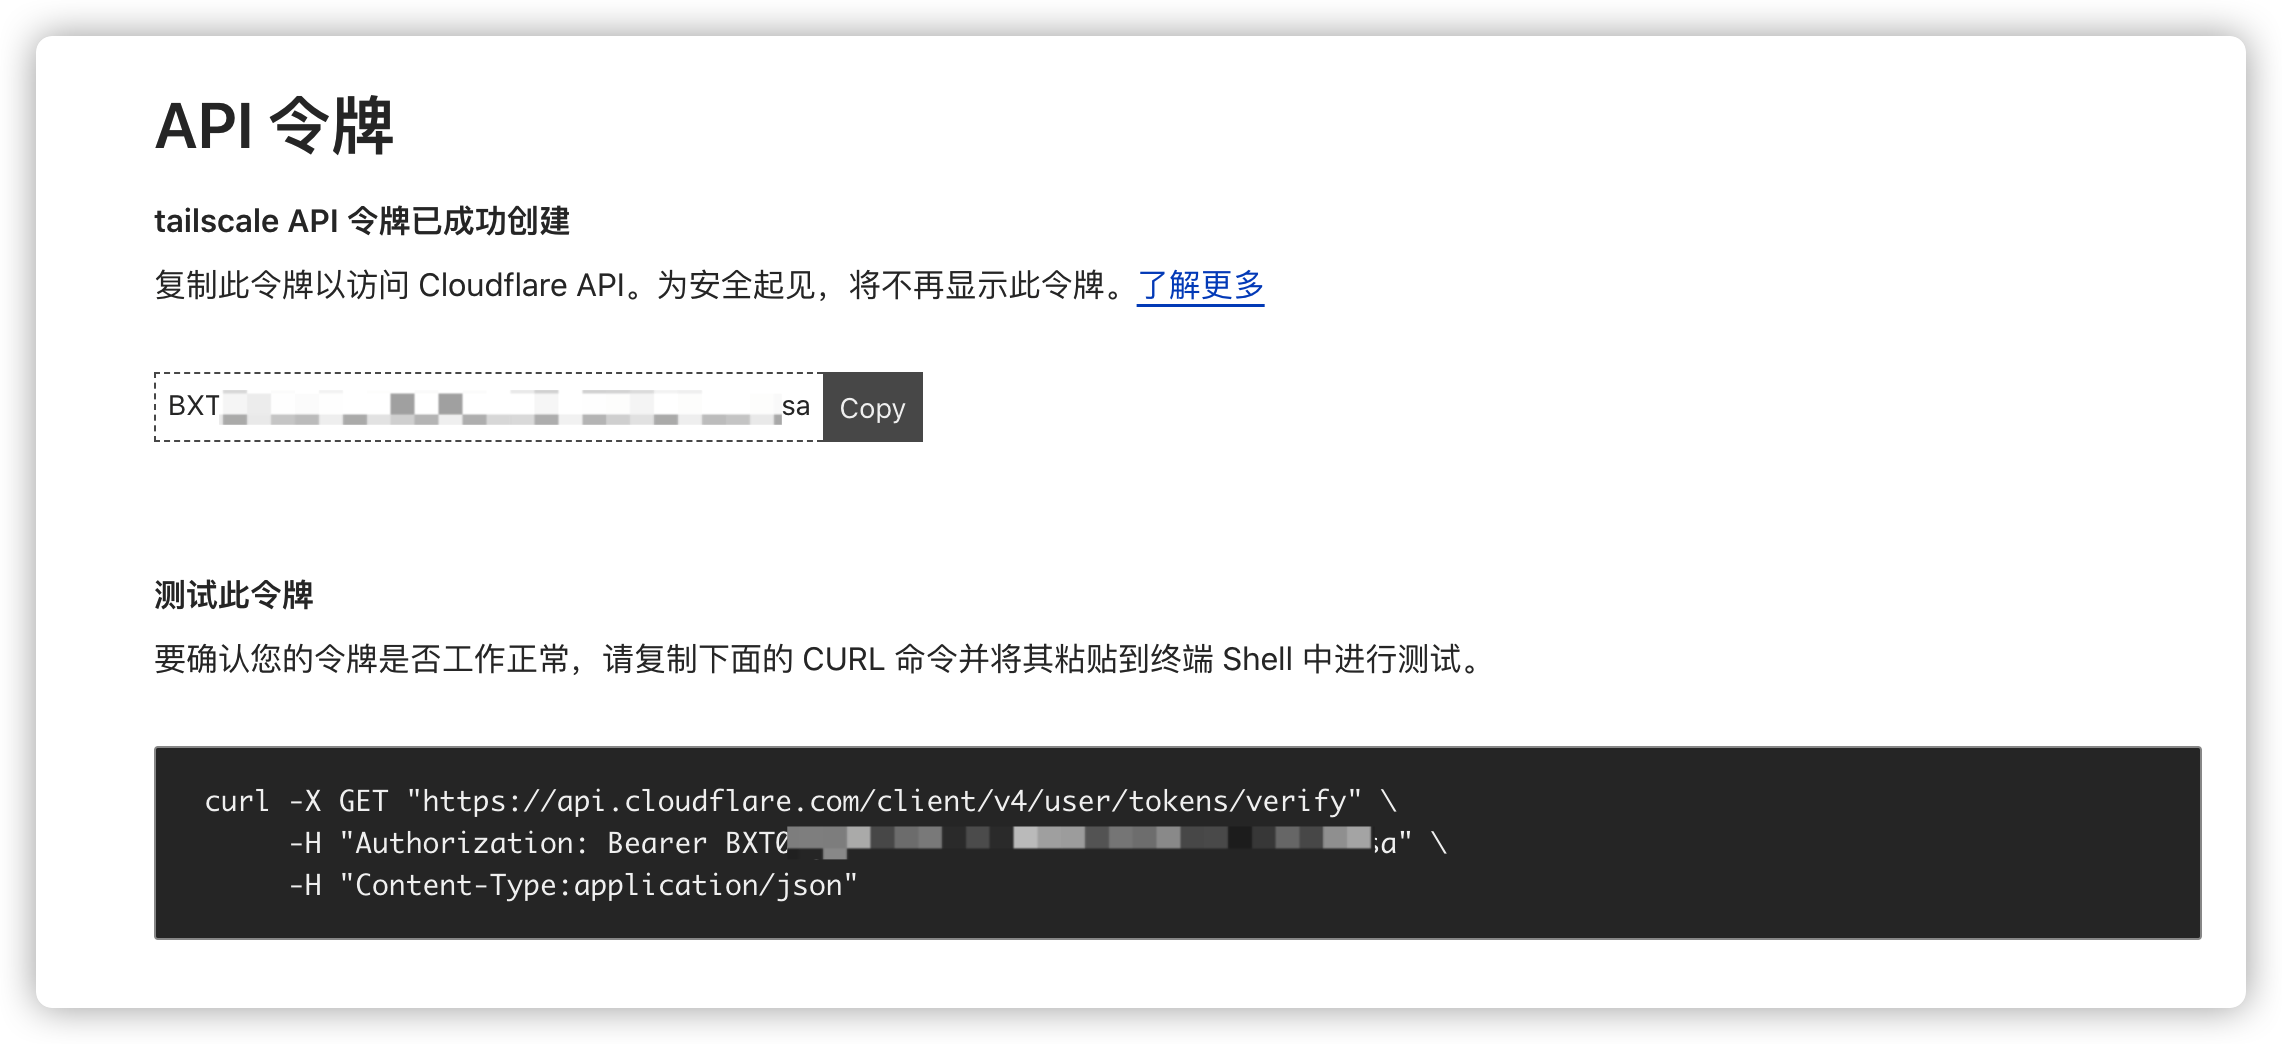 API 令牌
tailscale API 令牌已成功创建
复制此令牌以访问 Cloudflare API。为安全起见，将不再显示此令牌。了解更多
BXT sa Copy
测试此令牌
要确认您的令牌是否工作正常，请复制下面的 CURL 命令并将其粘贴到终端 Shell 中进行测试。
curl -X GET "https://api.cloudflare.com/client/v4/user/tokens/verify" \
-H "Authorization: Bearer BXT a" \
-H "Content-Type:application/json"